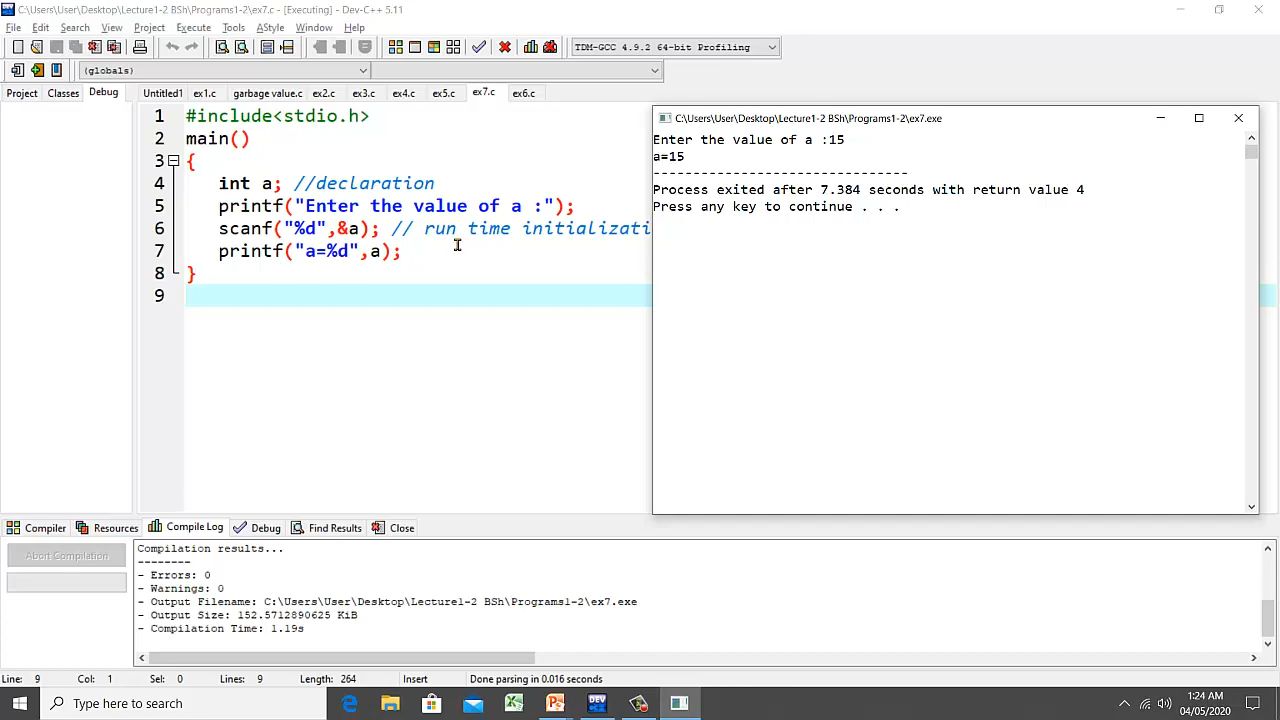 C:\Users\User\Desktop\Lecture1-2 BSh\Programs1-2\ex7.c - [Executing] - Dev-C++ 5.11
File Edit Search View Project Execute Tools AStyle Window Help
TDM-GCC 4.9.2 64-bit Profiling
(globals)
Project Classes Debug Untitled1 ex1.c garbage value.c ex2.c ex3.c ex4.c ex5.c ex7.c ex6.c
1 #include<stdio.h>
2 main()
3 {
4 int a; //declaration
5 printf("Enter the value of a :");
6 scanf("%d",&a); // run time initializati
7 printf("a=%d",a);
8 }
9
C:\Users\User\Desktop\Lecture1-2 BSh\Programs1-2\ex7.exe
Enter the value of a :15
a=15
--------------------------------
Process exited after 7.384 seconds with return value 4
Press any key to continue . . .
Compiler Resources Compile Log Debug Find Results Close
Abort Compilation
Compilation results...
--------
- Errors: 0
- Warnings: 0
- Output Filename: C:\Users\User\Desktop\Lecture1-2 BSh\Programs1-2\ex7.exe
- Output Size: 152.5712890625 KiB
- Compilation Time: 1.19s
Line: 9 Col: 1 Sel: 0 Lines: 9 Length: 264 Insert Done parsing in 0.016 seconds
Type here to search
1:24 AM
04/05/2020